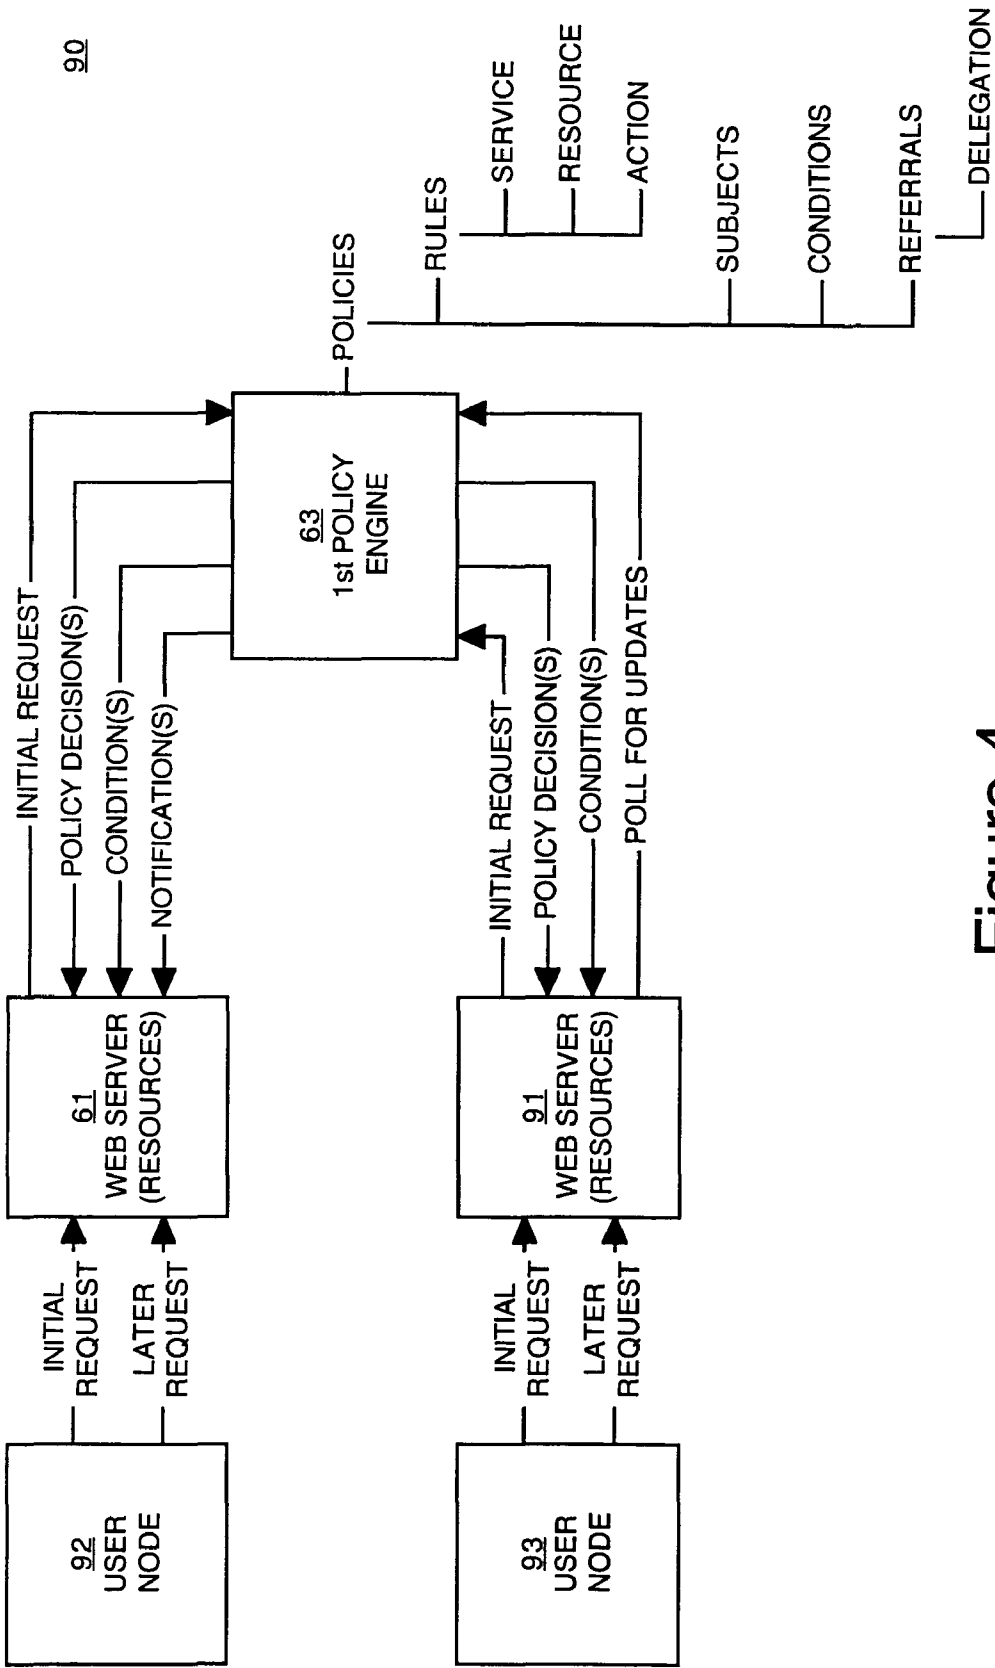 90
92
USER
NODE
INITIAL
REQUEST
LATER
REQUEST
61
WEB SERVER
(RESOURCES)
INITIAL REQUEST
POLICY DECISION(S)
CONDITION(S)
NOTIFICATION(S)
63
1st POLICY
ENGINE
POLICIES
RULES
SERVICE
RESOURCE
ACTION
SUBJECTS
CONDITIONS
REFERRALS
DELEGATION
93
USER
NODE
INITIAL
REQUEST
LATER
REQUEST
91
WEB SERVER
(RESOURCES)
INITIAL REQUEST
POLICY DECISION(S)
CONDITION(S)
POLL FOR UPDATES
Figure 4